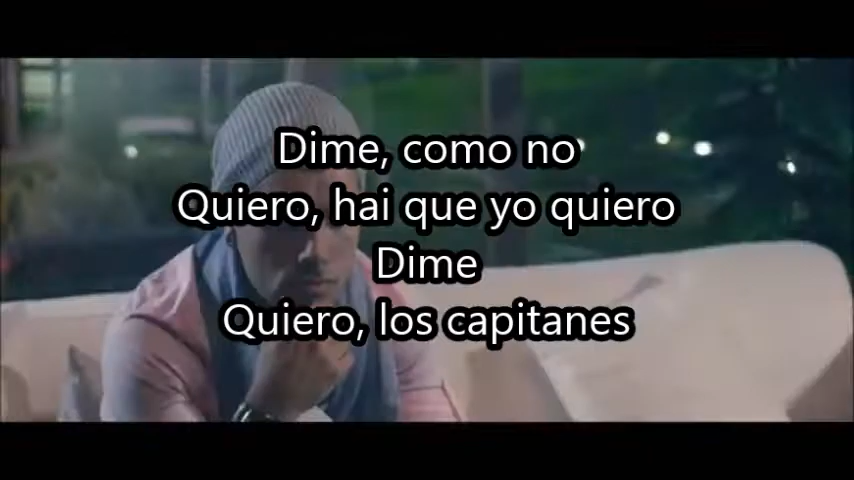 Dime, como no
Quiero, hai que yo quiero
Dime
Quiero, los capitanes